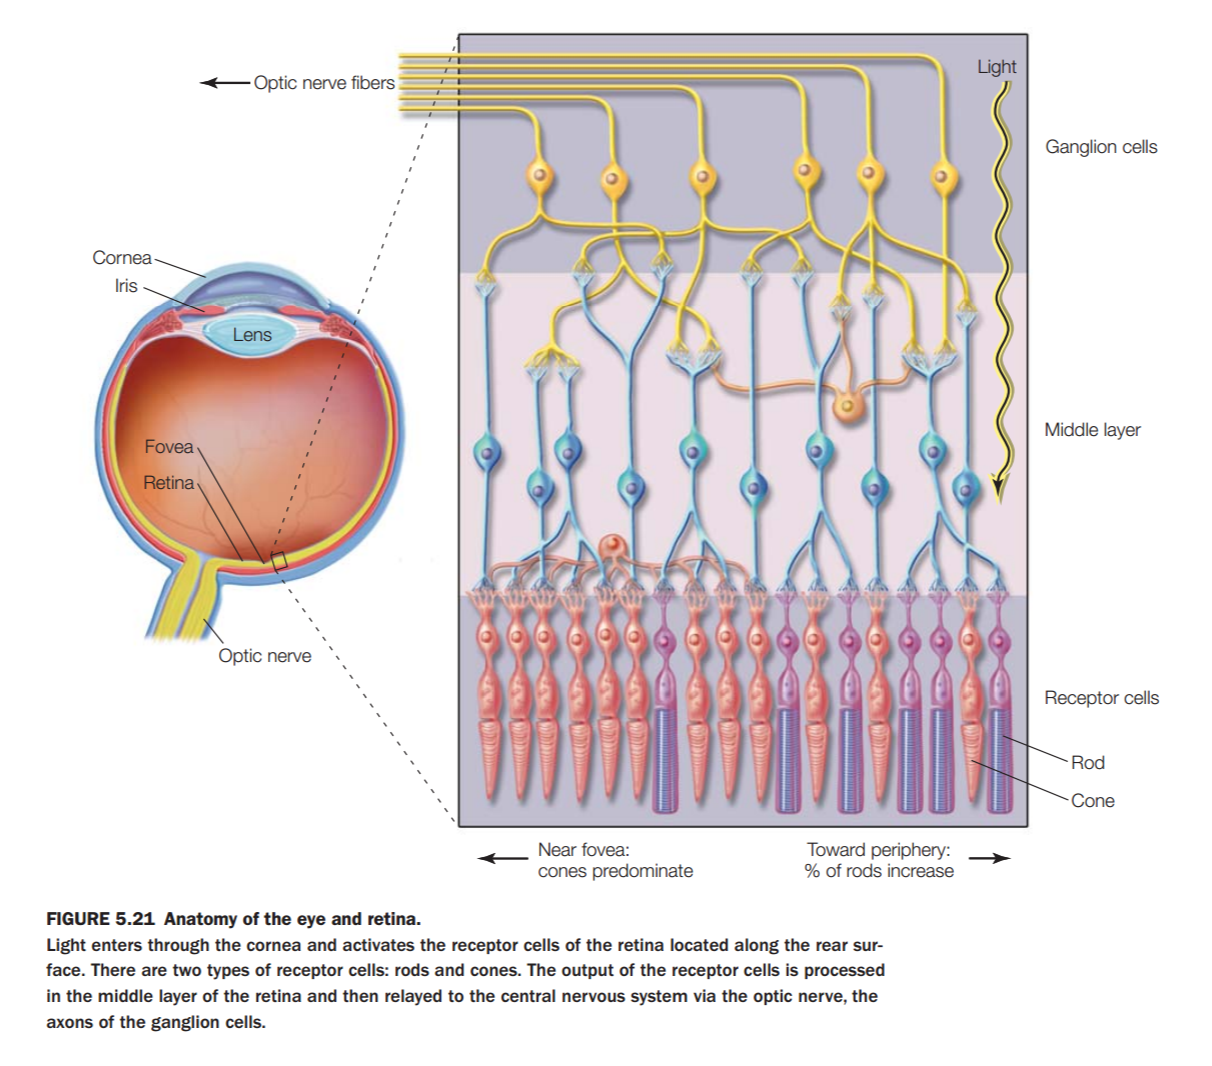 Optic nerve fibers
Light
Ganglion cells
Cornea
Iris
Lens
Middle layer
Fovea
Retina
Optic nerve
Receptor cells
Rod
Cone
Near fovea:
cones predominate
Toward periphery:
% of rods increase
FIGURE 5.21 Anatomy of the eye and retina.
Light enters through the cornea and activates the receptor cells of the retina located along the rear sur-
face. There are two types of receptor cells: rods and cones. The output of the receptor cells is processed
in the middle layer of the retina and then relayed to the central nervous system via the optic nerve, the
axons of the ganglion cells.